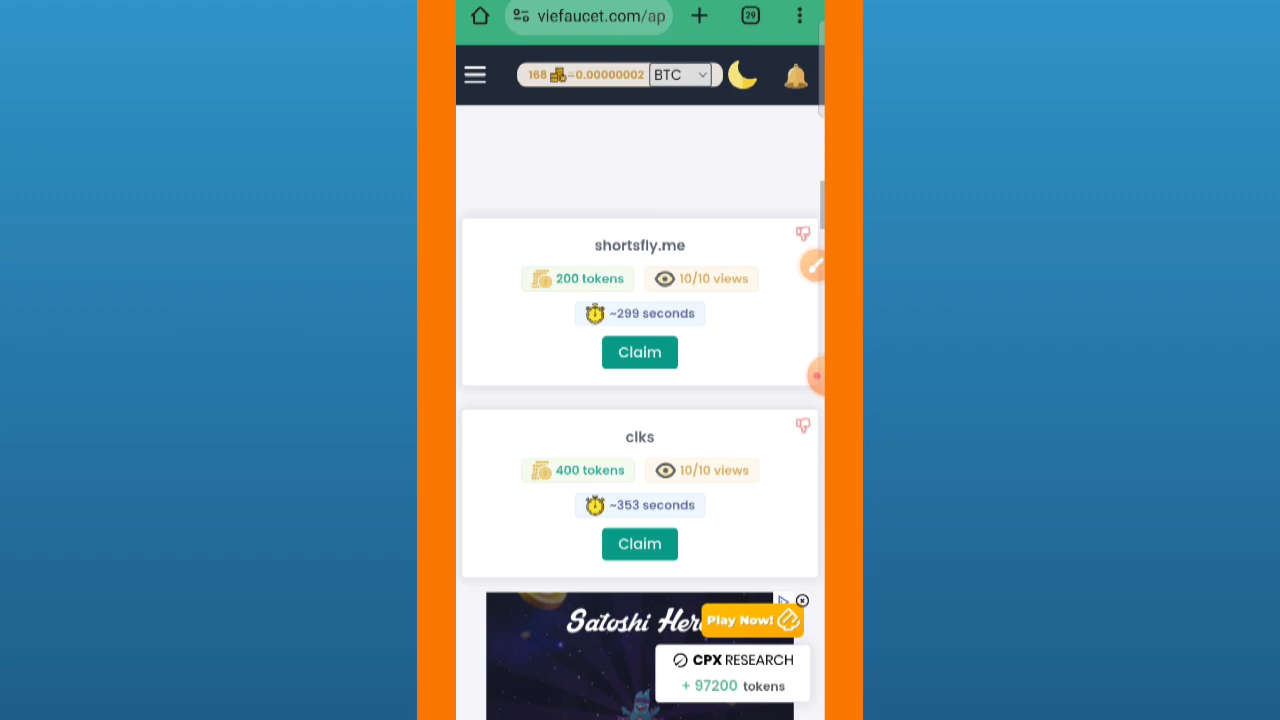 viefaucet.com/ap
29
168 =0.00000002 BTC
shortsfly.me
200 tokens 10/10 views
~299 seconds
Claim
clks
400 tokens 10/10 views
~353 seconds
Claim
Satoshi Her
Play Now!
CPX RESEARCH
+ 97200 tokens